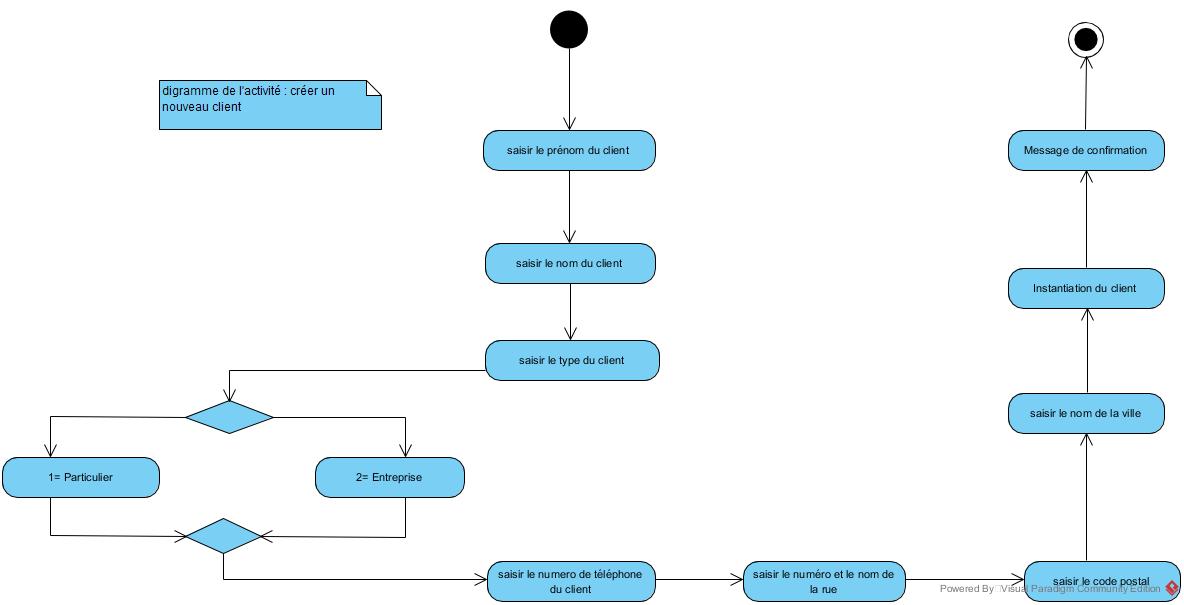 digramme de l'activité : créer un
nouveau client
saisir le prénom du client
saisir le nom du client
saisir le type du client
1= Particulier
2= Entreprise
saisir le numero de téléphone
du client
saisir le numéro et le nom de
la rue
saisir le code postal
saisir le nom de la ville
Instantiation du client
Message de confirmation
Powered By Visual Paradigm Community Edition